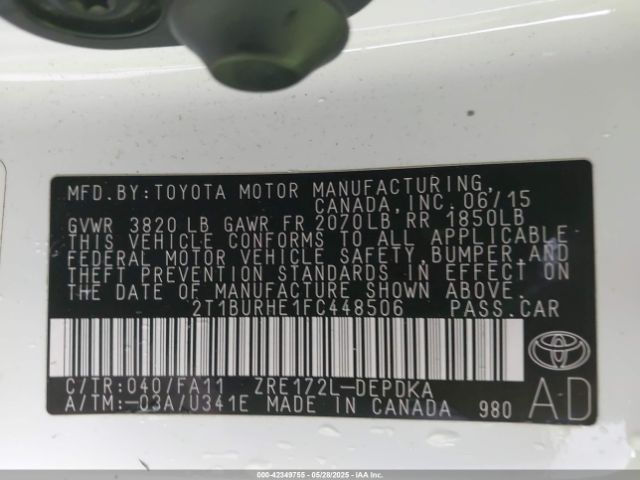 MFD.BY:TOYOTA MOTOR MANUFACTURING,
CANADA, INC. 06/15
GVWR 3820 LB GAWR FR 2070LB RR 1850LB
THIS VEHICLE CONFORMS TO ALL APPLICABLE
FEDERAL MOTOR VEHICLE SAFETY,BUMPER,AND
THEFT PREVENTION STANDARDS IN EFFECT ON
THE DATE OF MANUFACTURE SHOWN ABOVE.
2T1BURHE1FC448506 PASS.CAR
C/TR:040/FA11 ZRE172L-DEPDKA
A/TM:-03A/U341E MADE IN CANADA 980 AD
000-42349755 - 05/28/2025 - IAA Inc.